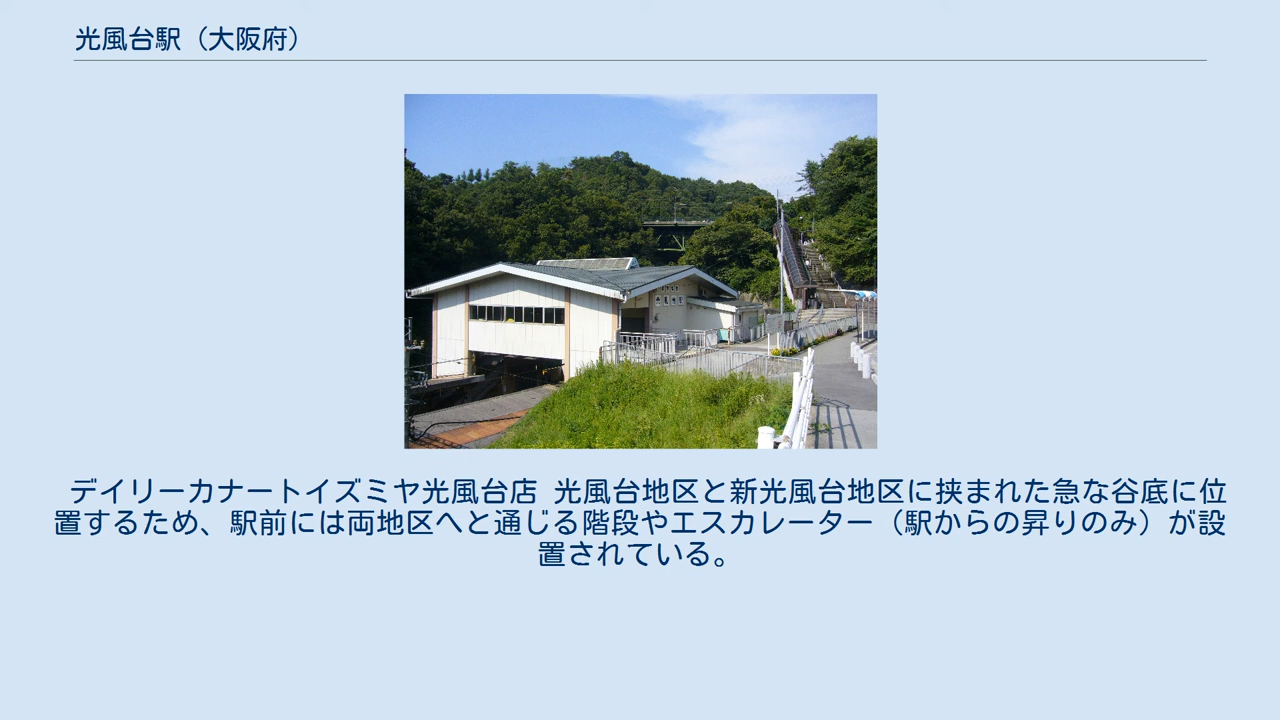 光風台駅（大阪府）
デイリーカナートイズミヤ光風台店 光風台地区と新光風台地区に挟まれた急な谷底に位
置するため、駅前には両地区へと通じる階段やエスカレーター（駅からの昇りのみ）が設
置されている。